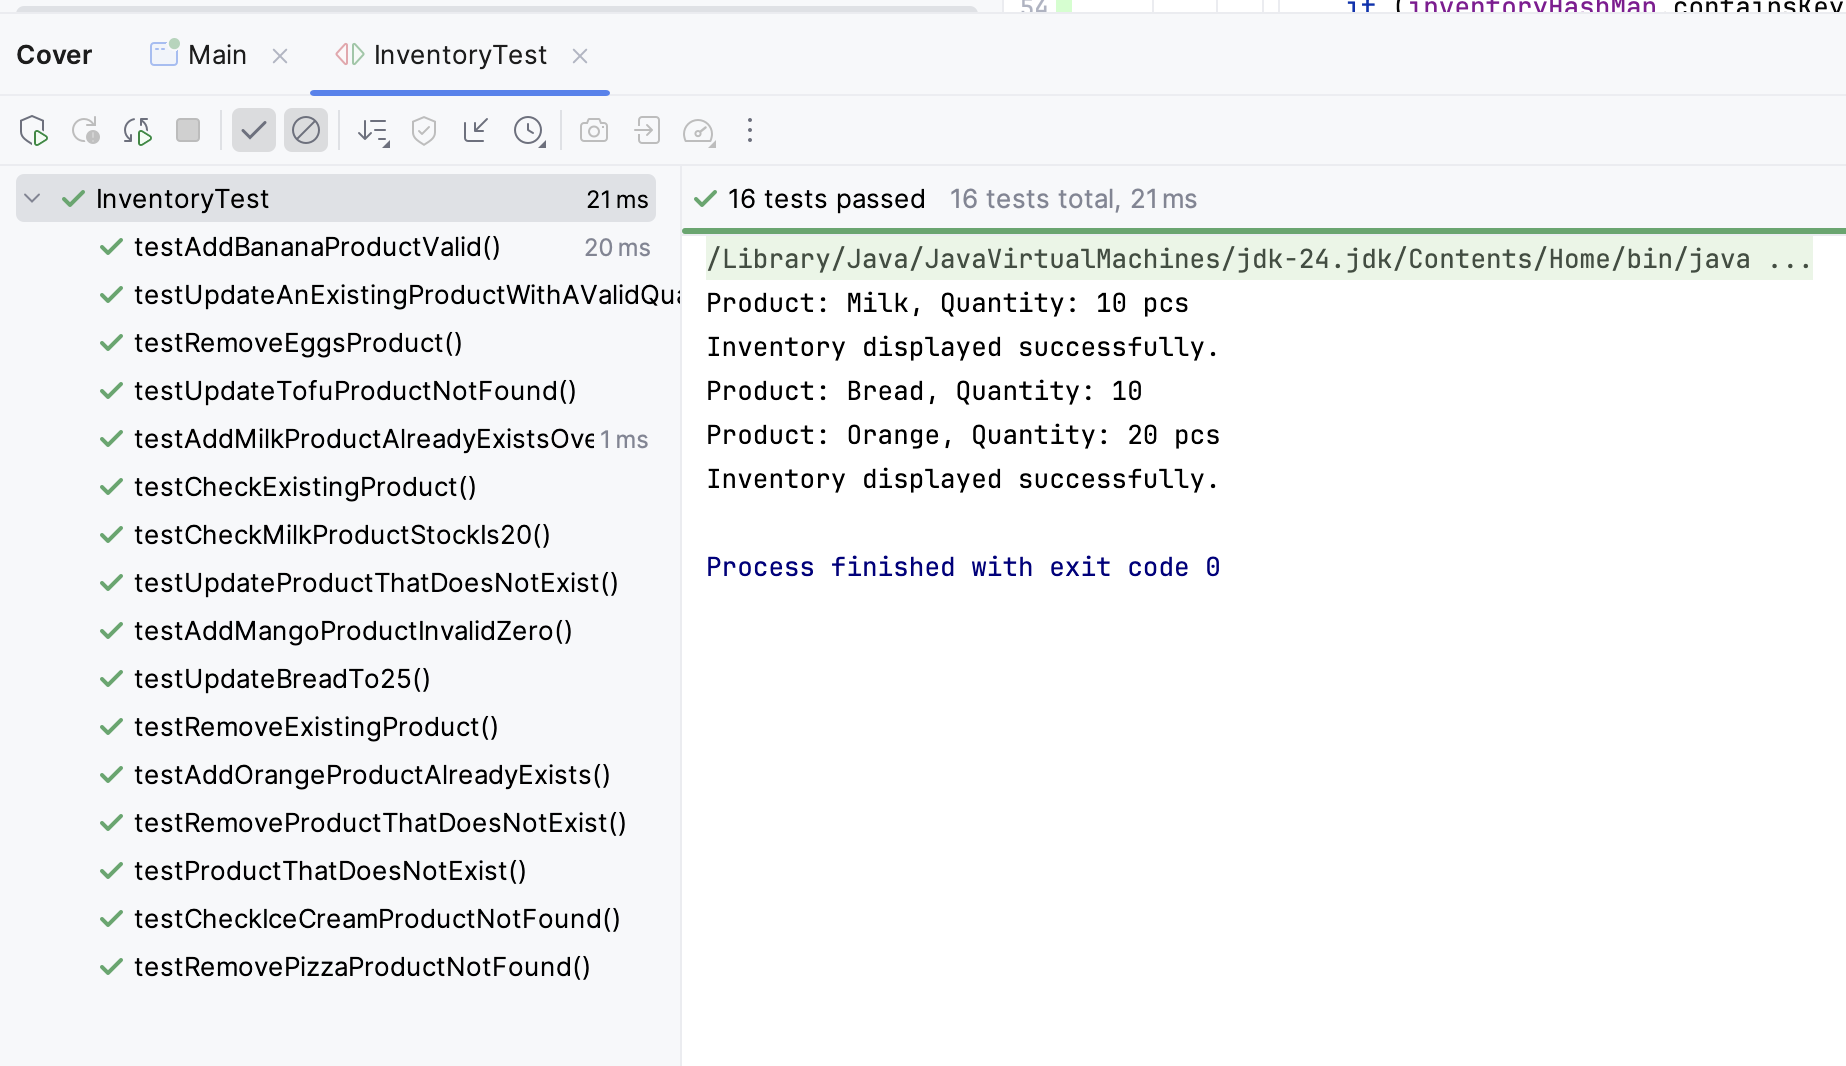 54 if (inventoryHashMap.containsKey
Cover Main InventoryTest
InventoryTest 21 ms
testAddBananaProductValid() 20 ms
testUpdateAnExistingProductWithAValidQua
testRemoveEggsProduct()
testUpdateTofuProductNotFound()
testAddMilkProductAlreadyExistsOve 1 ms
testCheckExistingProduct()
testCheckMilkProductStockIs20()
testUpdateProductThatDoesNotExist()
testAddMangoProductInvalidZero()
testUpdateBreadTo25()
testRemoveExistingProduct()
testAddOrangeProductAlreadyExists()
testRemoveProductThatDoesNotExist()
testProductThatDoesNotExist()
testCheckIceCreamProductNotFound()
testRemovePizzaProductNotFound()
16 tests passed 16 tests total, 21 ms
/Library/Java/JavaVirtualMachines/jdk-24.jdk/Contents/Home/bin/java ...
Product: Milk, Quantity: 10 pcs
Inventory displayed successfully.
Product: Bread, Quantity: 10
Product: Orange, Quantity: 20 pcs
Inventory displayed successfully.
Process finished with exit code 0